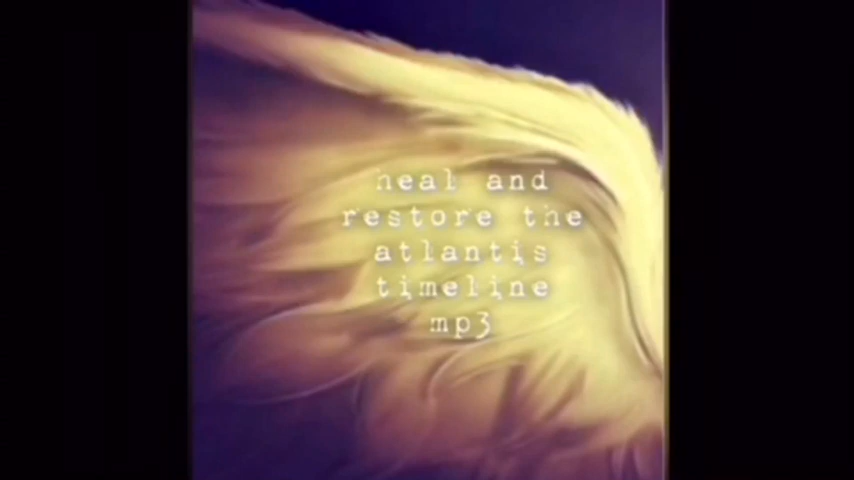 heal and
restore the
atlantis
timeline
mp3